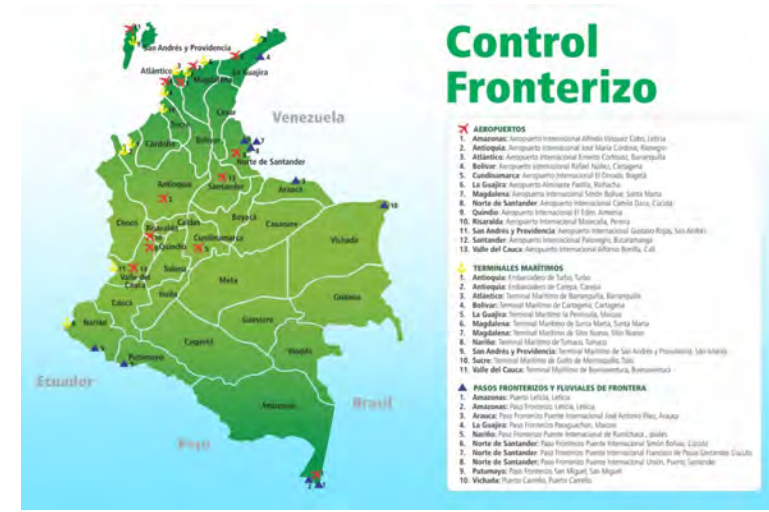 Control
Fronterizo
AEROPUERTOS
1. Amazonas: Aeropuerto Internacional Alfredo Vásquez Cobo, Leticia
2. Antioquia: Aeropuerto Internacional José María Córdova, Rionegro
3. Atlántico: Aeropuerto Internacional Ernesto Cortissoz, Barranquilla
4. Bolívar: Aeropuerto Internacional Rafael Núñez, Cartagena
5. Cundinamarca: Aeropuerto Internacional El Dorado, Bogotá
6. La Guajira: Aeropuerto Almirante Padilla, Riohacha
7. Magdalena: Aeropuerto Internacional Simón Bolívar, Santa Marta
8. Norte de Santander: Aeropuerto Internacional Camilo Daza, Cúcuta
9. Quindío: Aeropuerto Internacional El Edén, Armenia
10. Risaralda: Aeropuerto Internacional Matecaña, Pereira
11. San Andrés y Providencia: Aeropuerto Internacional Gustavo Rojas, San Andrés
12. Santander: Aeropuerto Internacional Palonegro, Bucaramanga
13. Valle del Cauca: Aeropuerto Internacional Alfonso Bonilla, Cali
TERMINALES MARÍTIMOS
1. Antioquia: Embarcadero de Turbo, Turbo
2. Antioquia: Embarcadero de Carepa, Carepa
3. Atlántico: Terminal Marítimo de Barranquilla, Barranquilla
4. Bolívar: Terminal Marítimo de Cartagena, Cartagena
5. La Guajira: Terminal Marítimo la Península, Maicao
6. Magdalena: Terminal Marítimo de Santa Marta, Santa Marta
7. Magdalena: Terminal Marítimo de Sitio Nuevo, Sitio Nuevo
8. Nariño: Terminal Marítimo de Tumaco, Tumaco
9. San Andrés y Providencia: Terminal Marítimo de San Andrés y Providencia, San Andrés
10. Sucre: Terminal Marítimo de Golfo de Morrosquillo, Tolú
11. Valle del Cauca: Terminal Marítimo de Buenaventura, Buenaventura
PASOS FRONTERIZOS Y FLUVIALES DE FRONTERA
1. Amazonas: Puerto Leticia, Leticia
2. Amazonas: Paso Fronterizo, Leticia, Leticia
3. Arauca: Paso Fronterizo Puente Internacional José Antonio Páez, Arauca
4. La Guajira: Paso Fronterizo Paraguachón, Maicao
5. Nariño: Paso Fronterizo Puente Internacional de Rumichaca, Ipiales
6. Norte de Santander: Paso Fronterizo Puente Internacional Simón Bolívar, Cúcuta
7. Norte de Santander: Paso Fronterizo Puente Internacional Francisco de Paula Santander, Cúcuta
8. Norte de Santander: Paso Fronterizo Puente Internacional Unión, Puerto Santander
9. Putumayo: Paso Fronterizo San Miguel, San Miguel
10. Vichada: Puerto Carreño, Puerto Carreño
San Andrés y Providencia
Atlántico
Magdalena
La Guajira
Cesar
Venezuela
Sucre
Córdoba
Bolívar
Norte de Santander
Antioquia
Santander
Arauca
Boyacá
Chocó
Risaralda
Caldas
Casanare
Quindío
Cundinamarca
Vichada
Valle del
Cauca
Tolima
Meta
Huila
Guainía
Cauca
Nariño
Guaviare
Caquetá
Vaupés
Putumayo
Amazonas
Ecuador
Brasil
Perú